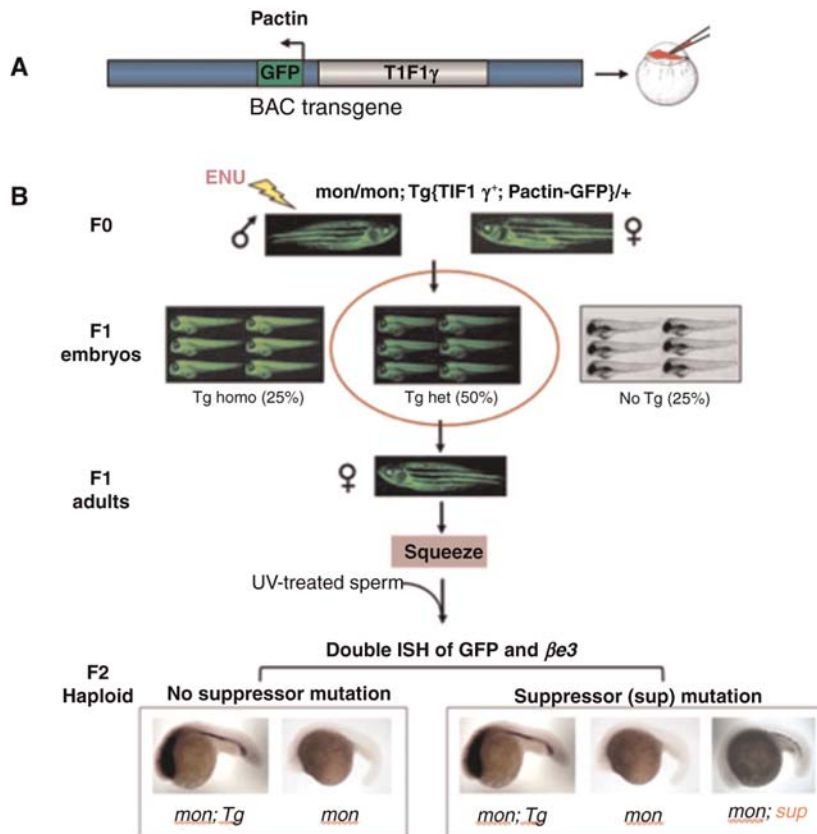 Pactin
A
GFP
T1F1γ
BAC transgene
B
ENU
mon/mon; Tg{TIF1 γ⁺; Pactin-GFP}/+
F0
♂
♀
F1
embryos
Tg homo (25%)
Tg het (50%)
No Tg (25%)
F1
adults
♀
Squeeze
UV-treated sperm
Double ISH of GFP and βe3
F2
Haploid
No suppressor mutation
Suppressor (sup) mutation
mon; Tg
mon
mon; Tg
mon
mon; sup